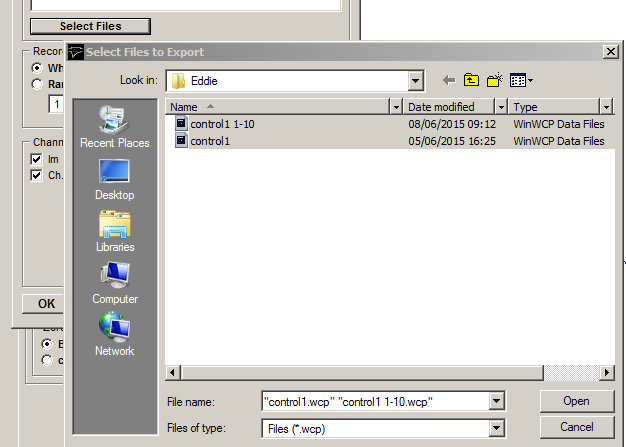 Select Files
Select Files to Export
Look in: Eddie
Name Date modified Type
control1 1-10 08/06/2015 09:12 WinWCP Data Files
control1 05/06/2015 16:25 WinWCP Data Files
Recent Places
Desktop
Libraries
Computer
Network
File name: "control1.wcp" "control1 1-10.wcp" Open
Files of type: Files (*.wcp) Cancel
Recor
Wh
Ra
1
Chann
Im
Ch.
OK